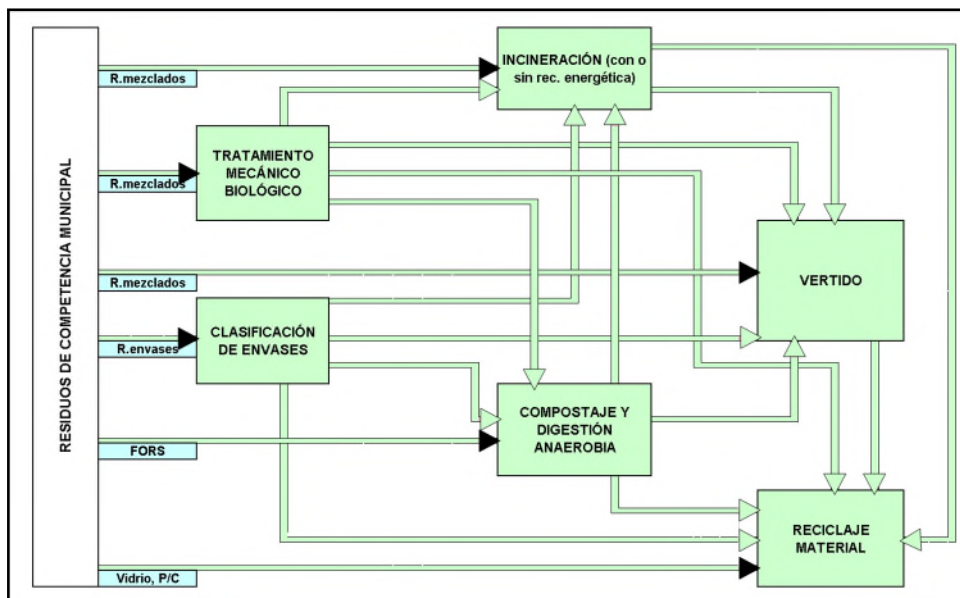 RESIDUOS DE COMPETENCIA MUNICIPAL
R.mezclados
R.mezclados
R.mezclados
R.envases
FORS
Vidrio, P/C
INCINERACIÓN (con o
sin rec. energética)
TRATAMIENTO
MECÁNICO
BIOLÓGICO
VERTIDO
CLASIFICACIÓN
DE ENVASES
COMPOSTAJE Y
DIGESTIÓN
ANAEROBIA
RECICLAJE
MATERIAL